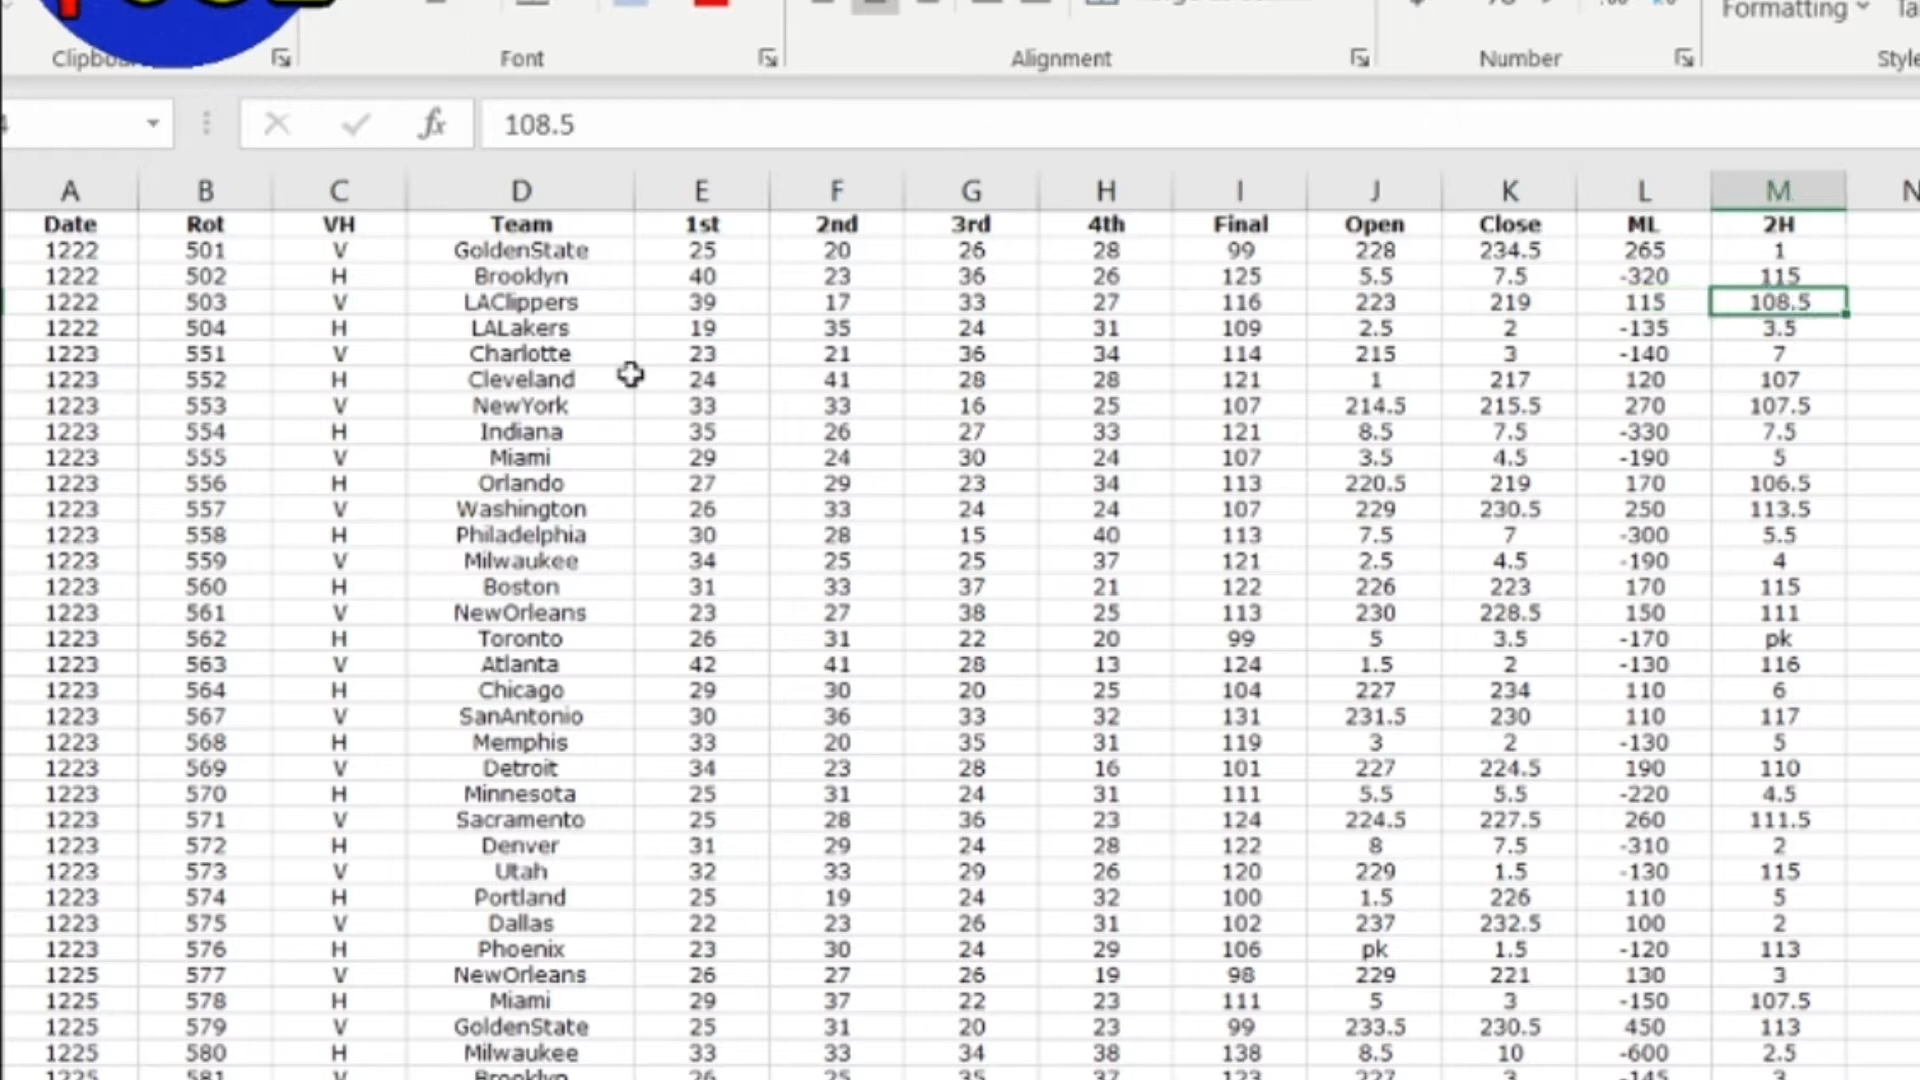 Formatting
Clipbo
Font
Alignment
Number
Style
fx 108.5
A B C D E F G H I J K L M N
Date Rot VH Team 1st 2nd 3rd 4th Final Open Close ML 2H
1222 501 V GoldenState 25 20 26 28 99 228 234.5 265 1
1222 502 H Brooklyn 40 23 36 26 125 5.5 7.5 -320 115
1222 503 V LAClippers 39 17 33 27 116 223 219 115 108.5
1222 504 H LALakers 19 35 24 31 109 2.5 2 -135 3.5
1223 551 V Charlotte 23 21 36 34 114 215 3 -140 7
1223 552 H Cleveland 24 41 28 28 121 1 217 120 107
1223 553 V NewYork 33 33 16 25 107 214.5 215.5 270 107.5
1223 554 H Indiana 35 26 27 33 121 8.5 7.5 -330 7.5
1223 555 V Miami 29 24 30 24 107 3.5 4.5 -190 5
1223 556 H Orlando 27 29 23 34 113 220.5 219 170 106.5
1223 557 V Washington 26 33 24 24 107 229 230.5 250 113.5
1223 558 H Philadelphia 30 28 15 40 113 7.5 7 -300 5.5
1223 559 V Milwaukee 34 25 25 37 121 2.5 4.5 -190 4
1223 560 H Boston 31 33 37 21 122 226 223 170 115
1223 561 V NewOrleans 23 27 38 25 113 230 228.5 150 111
1223 562 H Toronto 26 31 22 20 99 5 3.5 -170 pk
1223 563 V Atlanta 42 41 28 13 124 1.5 2 -130 116
1223 564 H Chicago 29 30 20 25 104 227 234 110 6
1223 567 V SanAntonio 30 36 33 32 131 231.5 230 110 117
1223 568 H Memphis 33 20 35 31 119 3 2 -130 5
1223 569 V Detroit 34 23 28 16 101 227 224.5 190 110
1223 570 H Minnesota 25 31 24 31 111 5.5 5.5 -220 4.5
1223 571 V Sacramento 25 28 36 23 124 224.5 227.5 260 111.5
1223 572 H Denver 31 29 24 28 122 8 7.5 -310 2
1223 573 V Utah 32 33 29 26 120 229 1.5 -130 115
1223 574 H Portland 25 19 24 32 100 1.5 226 110 5
1223 575 V Dallas 22 23 26 31 102 237 232.5 100 2
1223 576 H Phoenix 23 30 24 29 106 pk 1.5 -120 113
1225 577 V NewOrleans 26 27 26 19 98 229 221 130 3
1225 578 H Miami 29 37 22 23 111 5 3 -150 107.5
1225 579 V GoldenState 25 31 20 23 99 233.5 230.5 450 113
1225 580 H Milwaukee 33 33 34 38 138 8.5 10 -600 2.5
1225 581 V Brooklyn 26 25 35 37 123 227 3 -145 3